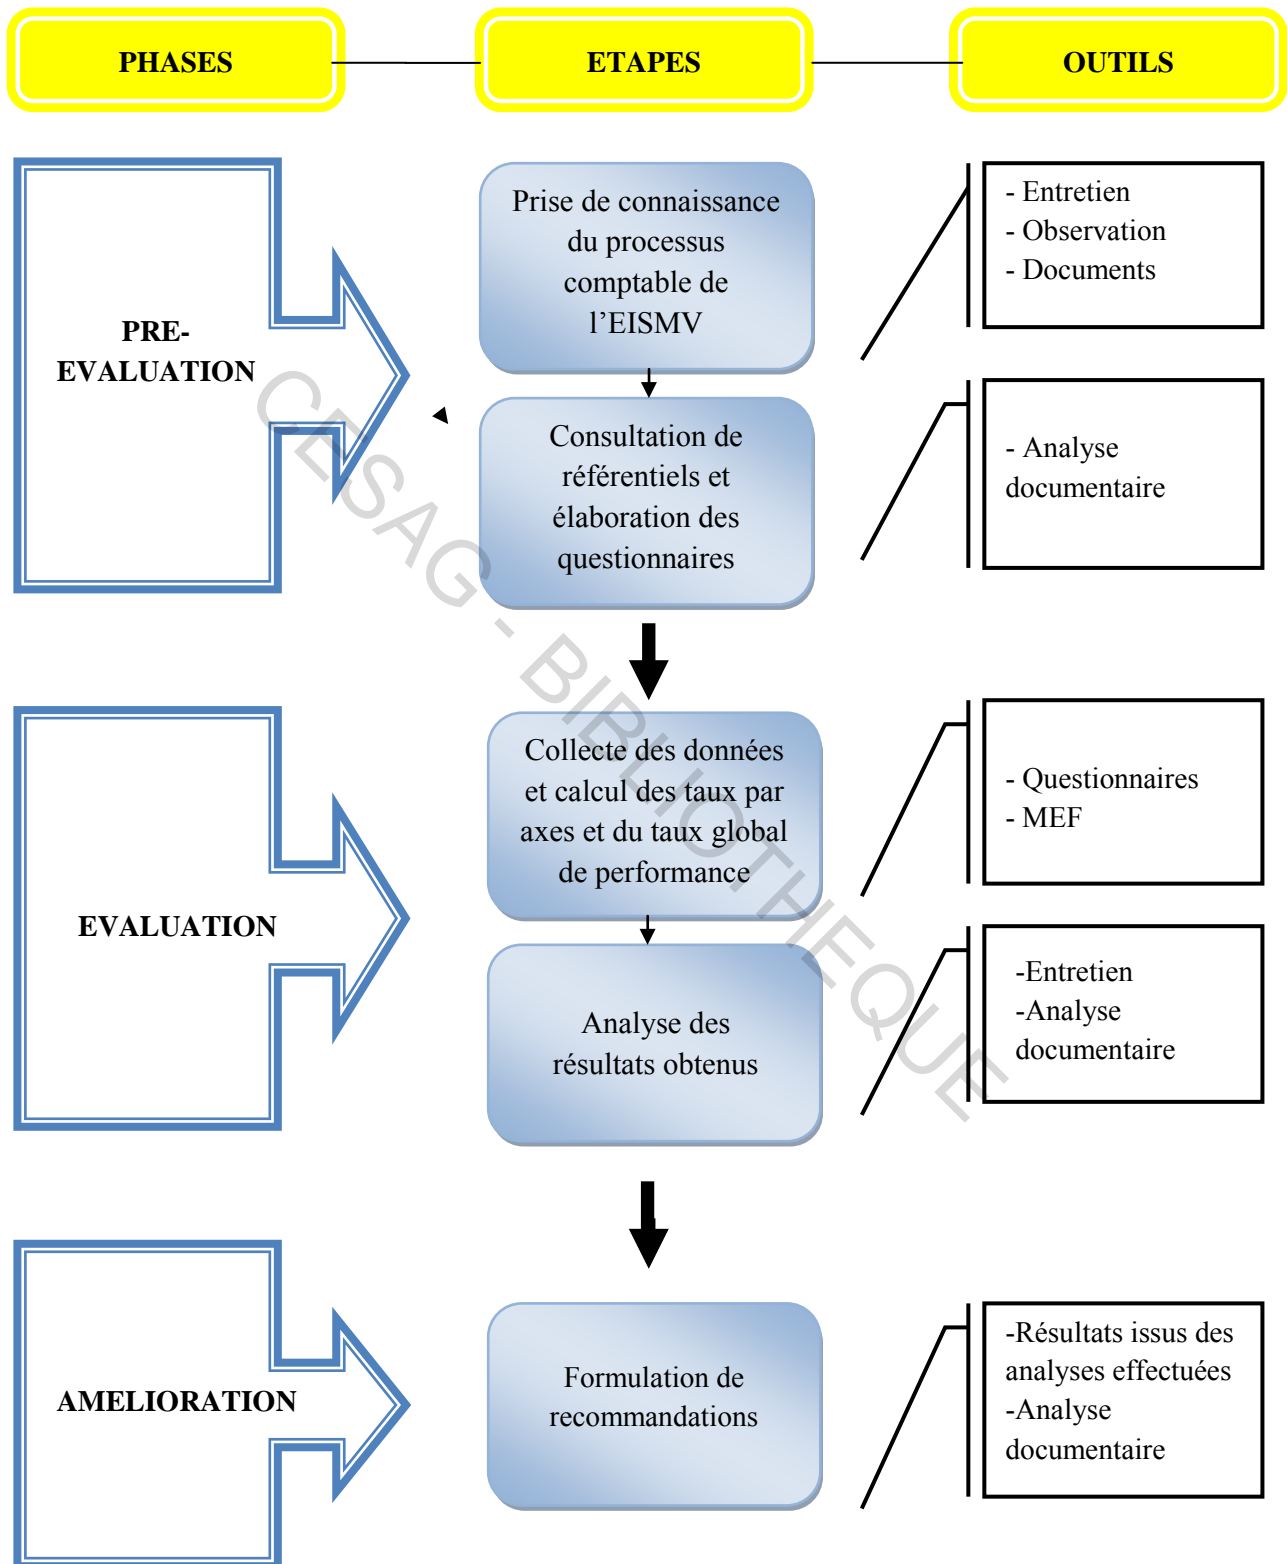 PHASES
ETAPES
OUTILS
PRE-
EVALUATION
Prise de connaissance
du processus
comptable de
l’EISMV
- Entretien
- Observation
- Documents
Consultation de
référentiels et
élaboration des
questionnaires
- Analyse
documentaire
EVALUATION
Collecte des données
et calcul des taux par
axes et du taux global
de performance
- Questionnaires
- MEF
Analyse des
résultats obtenus
-Entretien
-Analyse
documentaire
AMELIORATION
Formulation de
recommandations
-Résultats issus des
analyses effectuées
-Analyse
documentaire
CESAG - BIBLIOTHEQUE